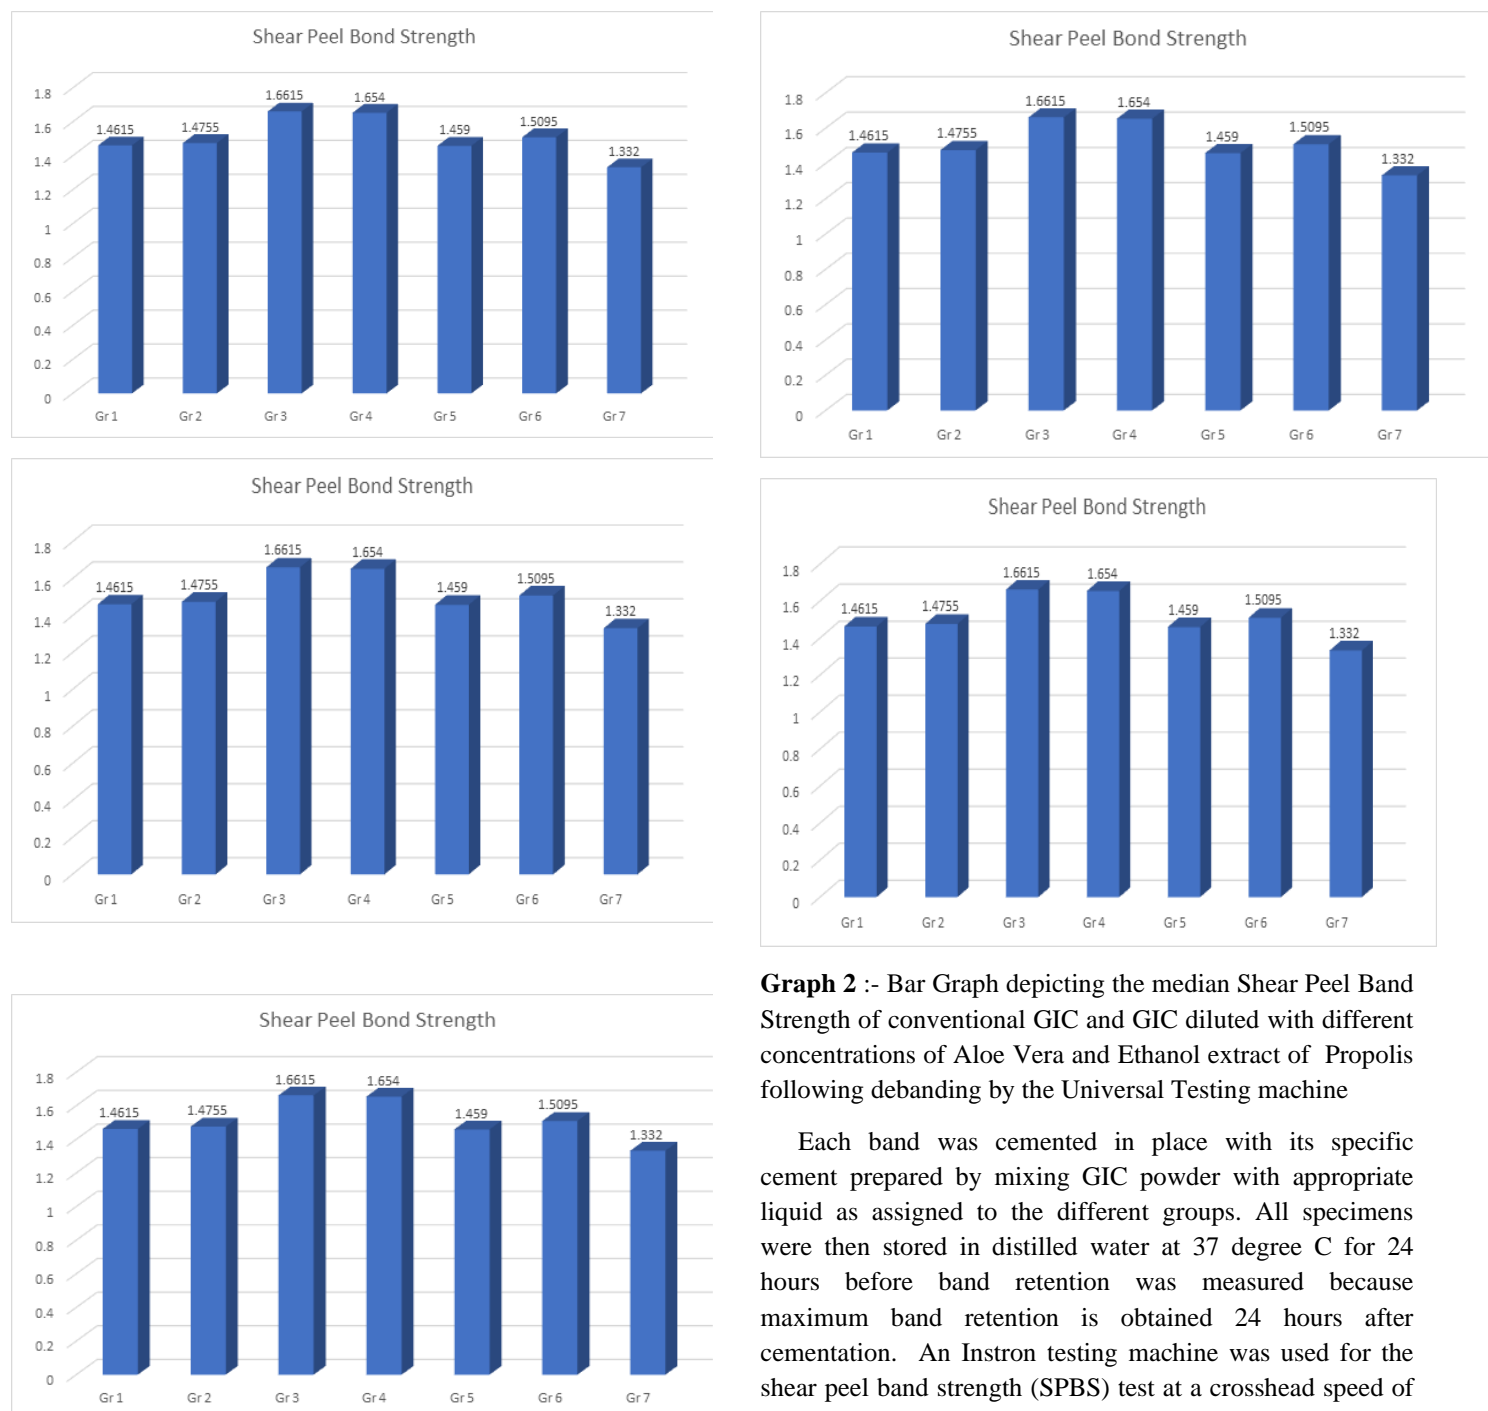 Shear Peel Bond Strength
1.8
1.6
1.4
1.2
1
0.8
0.6
0.4
0.2
0
1.4615
1.4755
1.6615
1.654
1.459
1.5095
1.332
Gr 1
Gr 2
Gr 3
Gr 4
Gr 5
Gr 6
Gr 7
Shear Peel Bond Strength
1.8
1.6
1.4
1.2
1
0.8
0.6
0.4
0.2
0
1.4615
1.4755
1.6615
1.654
1.459
1.5095
1.332
Gr 1
Gr 2
Gr 3
Gr 4
Gr 5
Gr 6
Gr 7
Shear Peel Bond Strength
1.8
1.6
1.4
1.2
1
0.8
0.6
0.4
0.2
0
1.4615
1.4755
1.6615
1.654
1.459
1.5095
1.332
Gr 1
Gr 2
Gr 3
Gr 4
Gr 5
Gr 6
Gr 7
Shear Peel Bond Strength
1.8
1.6
1.4
1.2
1
0.8
0.6
0.4
0.2
0
1.4615
1.4755
1.6615
1.654
1.459
1.5095
1.332
Gr 1
Gr 2
Gr 3
Gr 4
Gr 5
Gr 6
Gr 7
Shear Peel Bond Strength
1.8
1.6
1.4
1.2
1
0.8
0.6
0.4
0.2
0
1.4615
1.4755
1.6615
1.654
1.459
1.5095
1.332
Gr 1
Gr 2
Gr 3
Gr 4
Gr 5
Gr 6
Gr 7
Graph 2 :- Bar Graph depicting the median Shear Peel Band
Strength of conventional GIC and GIC diluted with different
concentrations of Aloe Vera and Ethanol extract of Propolis
following debanding by the Universal Testing machine
Each band was cemented in place with its specific
cement prepared by mixing GIC powder with appropriate
liquid as assigned to the different groups. All specimens
were then stored in distilled water at 37 degree C for 24
hours before band retention was measured because
maximum band retention is obtained 24 hours after
cementation. An Instron testing machine was used for the
shear peel band strength (SPBS) test at a crosshead speed of